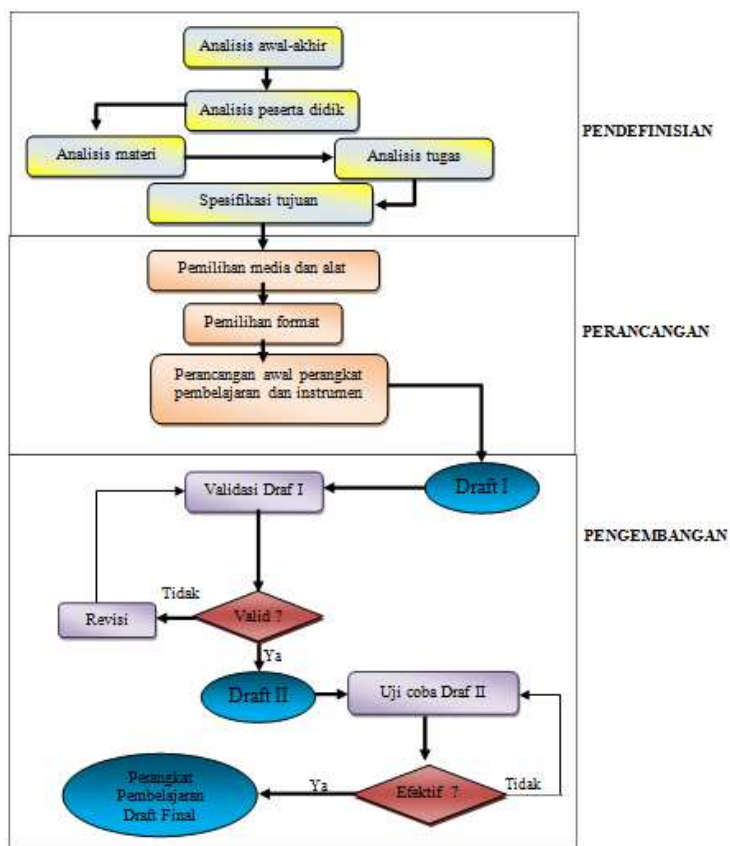 Analisis awal-akhir
Analisis peserta didik
Analisis materi
Analisis tugas
Spesifikasi tujuan
PENDEFINISIAN
Pemilihan media dan alat
Pemilihan format
Perancangan awal perangkat
pembelajaran dan instrumen
PERANCANGAN
Draft I
Validasi Draf I
PENGEMBANGAN
Tidak
Revisi
Valid ?
Ya
Draft II
Uji coba Draf II
Perangkat
Pembelajaran
Draft Final
Ya
Efektif ?
Tidak